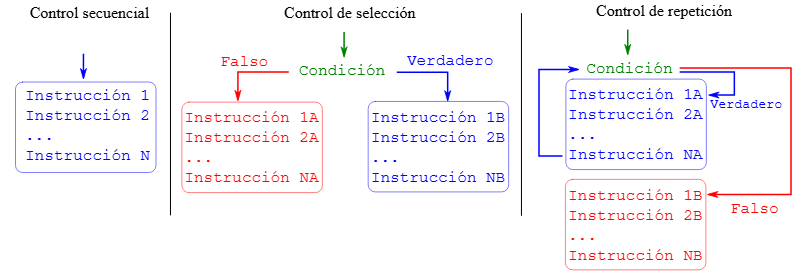 Control secuencial
Instrucción 1
Instrucción 2
...
Instrucción N
Control de selección
Falso
Condición
Verdadero
Instrucción 1A
Instrucción 2A
...
Instrucción NA
Instrucción 1B
Instrucción 2B
...
Instrucción NB
Control de repetición
Condición
Verdadero
Instrucción 1A
Instrucción 2A
...
Instrucción NA
Instrucción 1B
Instrucción 2B
...
Instrucción NB
Falso